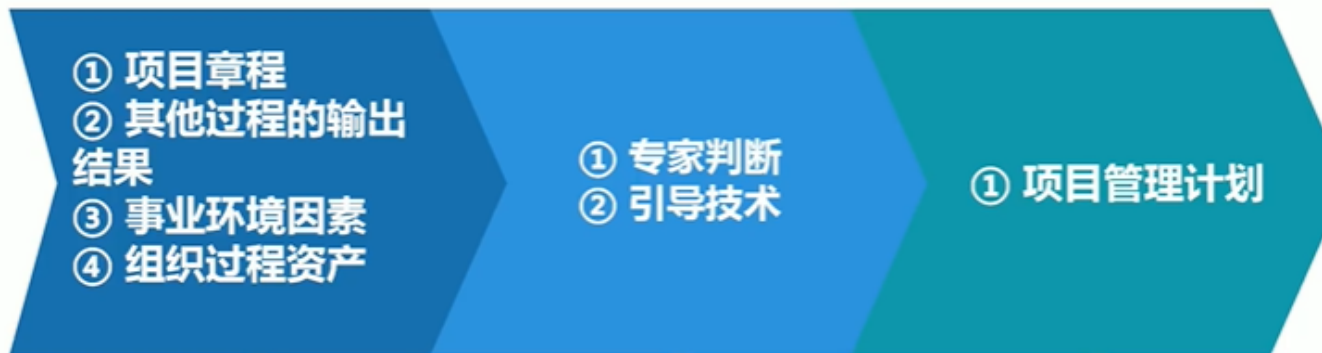 ① 项目章程
② 其他过程的输出
结果
③ 事业环境因素
④ 组织过程资产
① 专家判断
② 引导技术
① 项目管理计划